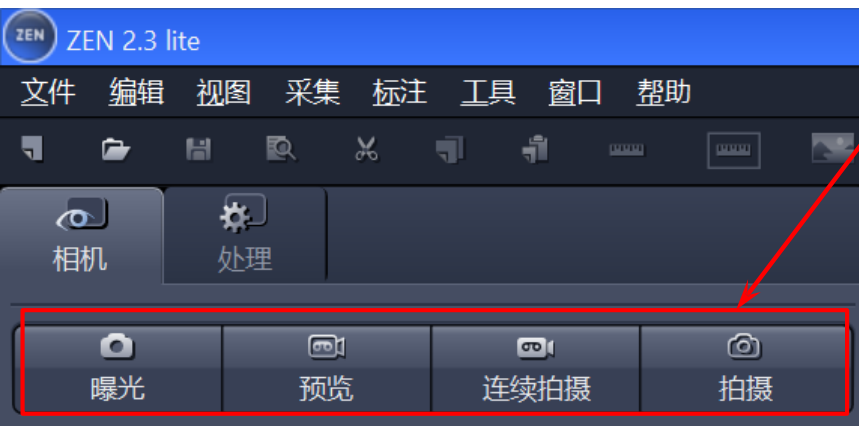 ZEN ZEN 2.3 lite
文件 编辑 视图 采集 标注 工具 窗口 帮助
相机 处理
曝光 预览 连续拍摄 拍摄